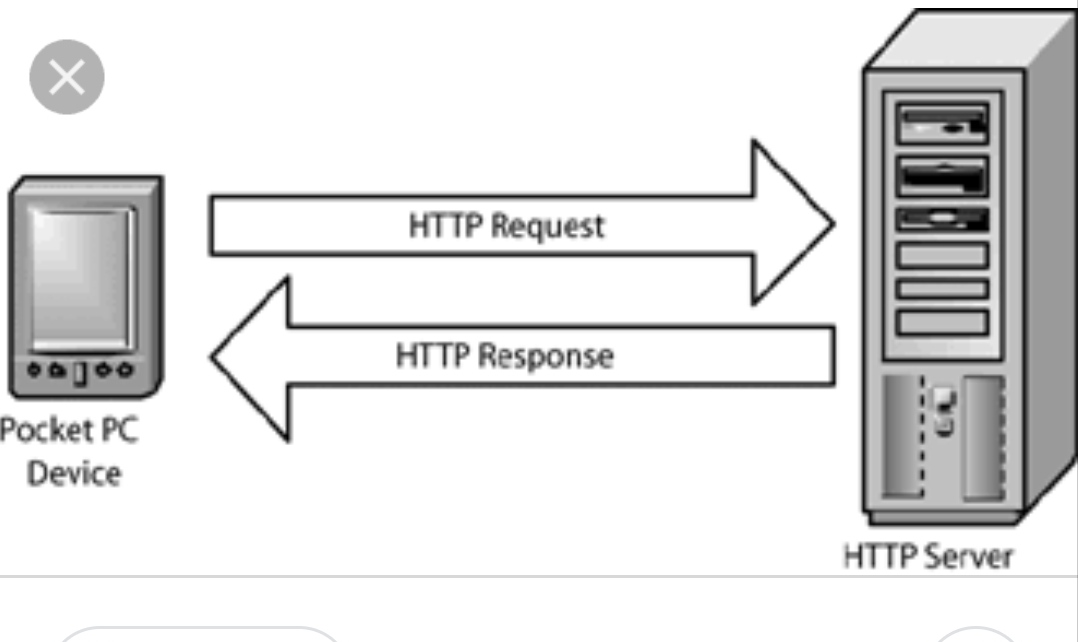 HTTP Request
HTTP Response
Pocket PC
Device
HTTP Server